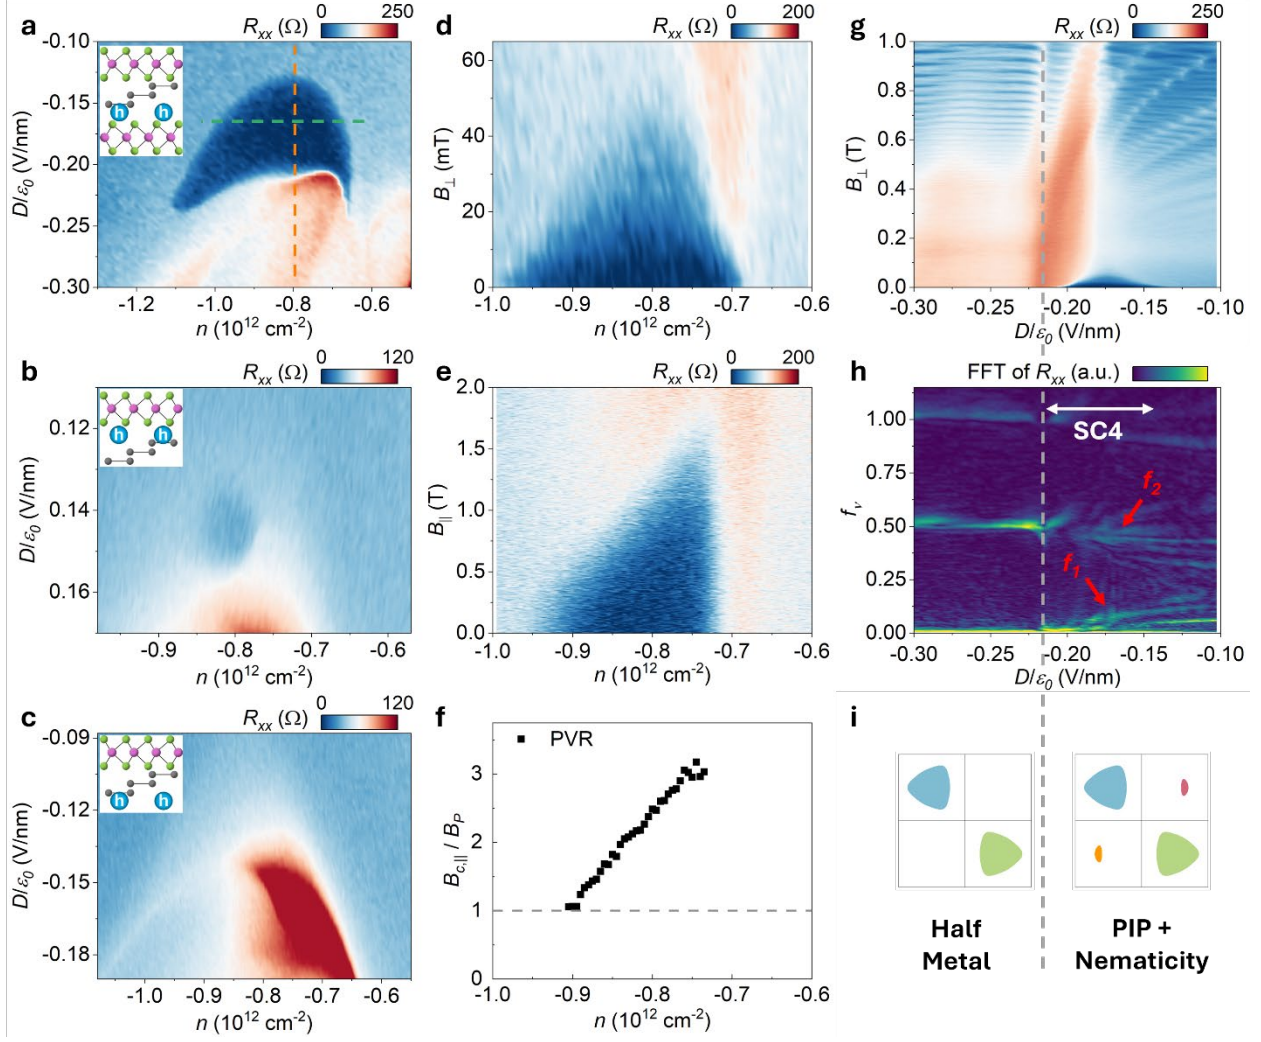 a
Rxx (Ω)
0 250
-0.10
-0.15
-0.20
-0.25
-0.30
D/ε0 (V/nm)
h h
-1.2 -1.0 -0.8 -0.6
n (10^12 cm^-2)
b
Rxx (Ω)
0 120
0.12
0.14
0.16
D/ε0 (V/nm)
h h
-0.9 -0.8 -0.7 -0.6
n (10^12 cm^-2)
c
Rxx (Ω)
0 120
-0.09
-0.12
-0.15
-0.18
D/ε0 (V/nm)
h h
-1.0 -0.9 -0.8 -0.7 -0.6
n (10^12 cm^-2)
d
Rxx (Ω)
0 200
60
40
20
0
B⊥ (mT)
-1.0 -0.9 -0.8 -0.7 -0.6
n (10^12 cm^-2)
e
Rxx (Ω)
0 200
2.0
1.5
1.0
0.5
0.0
B|| (T)
-1.0 -0.9 -0.8 -0.7 -0.6
n (10^12 cm^-2)
f
PVR
3
2
1
0
Bc,|| / BP
-1.0 -0.9 -0.8 -0.7 -0.6
n (10^12 cm^-2)
g
Rxx (Ω)
0 250
1.0
0.8
0.6
0.4
0.2
0.0
B⊥ (T)
-0.30 -0.25 -0.20 -0.15 -0.10
D/ε0 (V/nm)
h
FFT of Rxx (a.u.)
1.00
0.75
0.50
0.25
0.00
fν
SC4
f2
f1
-0.30 -0.25 -0.20 -0.15 -0.10
D/ε0 (V/nm)
i
Half
Metal
PIP +
Nematicity